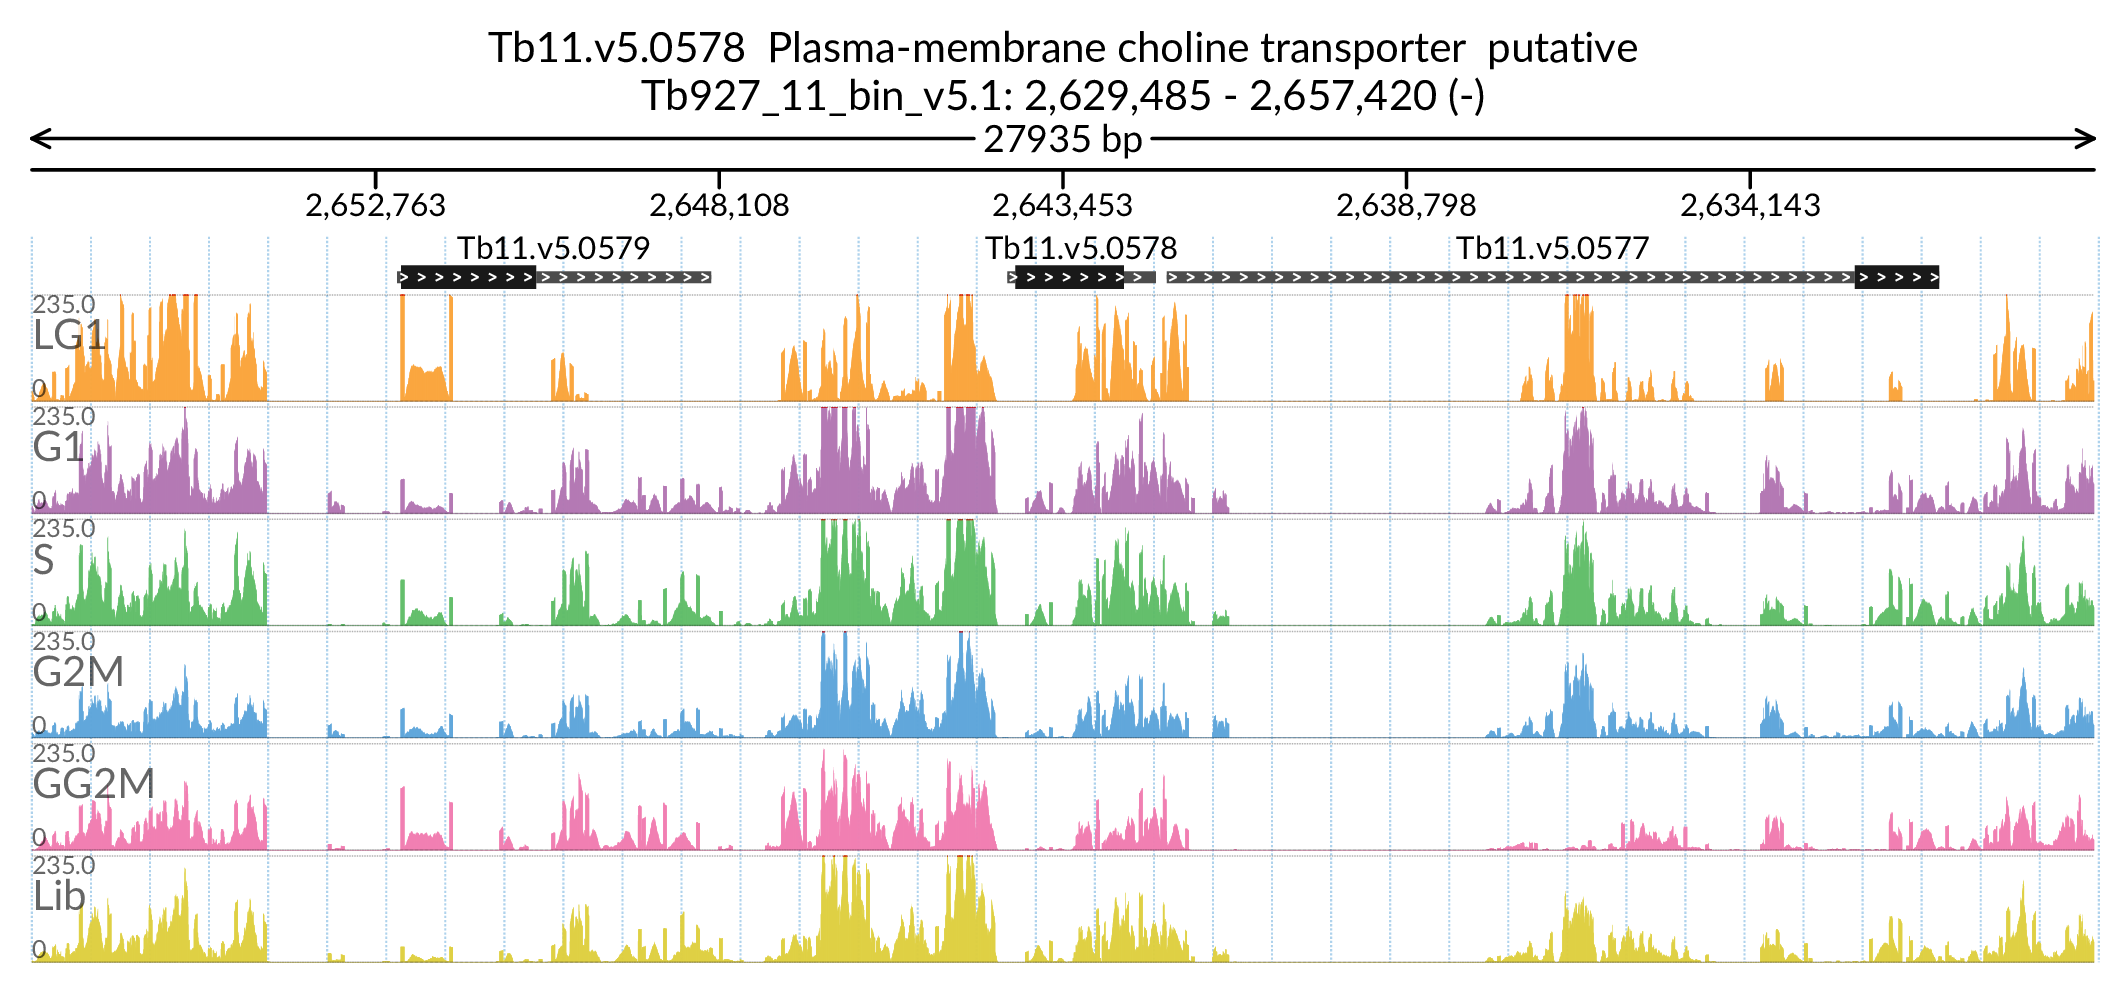 Tb11.v5.0578 Plasma-membrane choline transporter putative
Tb927_11_bin_v5.1: 2,629,485 - 2,657,420 (-)
27935 bp
2,652,763 2,648,108 2,643,453 2,638,798 2,634,143
Tb11.v5.0579 Tb11.v5.0578 Tb11.v5.0577
235.0
LG1
0
235.0
G1
0
235.0
S
0
235.0
G2M
0
235.0
GG2M
0
235.0
Lib
0